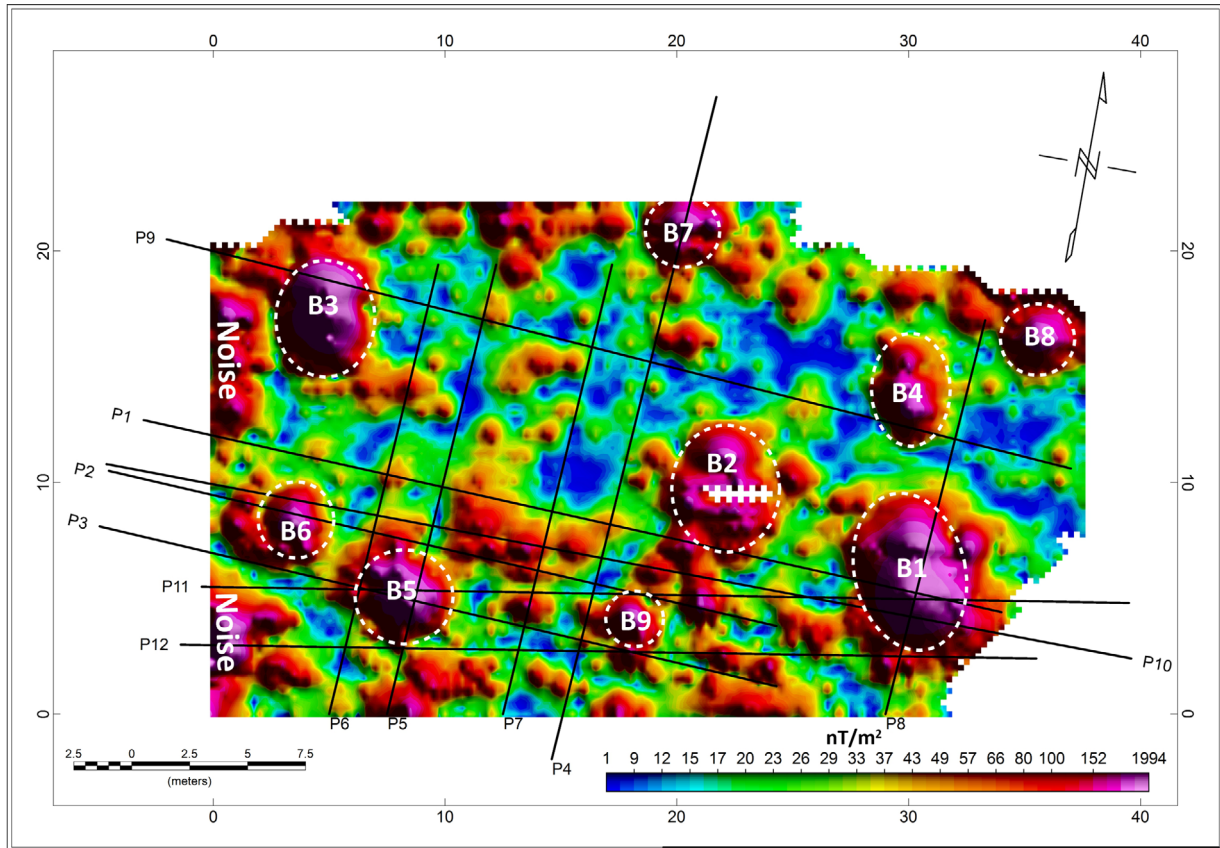 0 10 20 30 40
N
B7
P9
20 20
B3
B8
Noise
B4
P1
B2
P2
10 10
P3
B6
B1
B5
P11
Noise
B9
P12
P10
0 0
P6 P5 P7 P8
nT/m²
2.5 0 2.5 5 7.5
(meters)
P4
1 9 12 15 17 20 23 26 29 33 37 43 49 57 66 80 100 152 1994
0 10 20 30 40